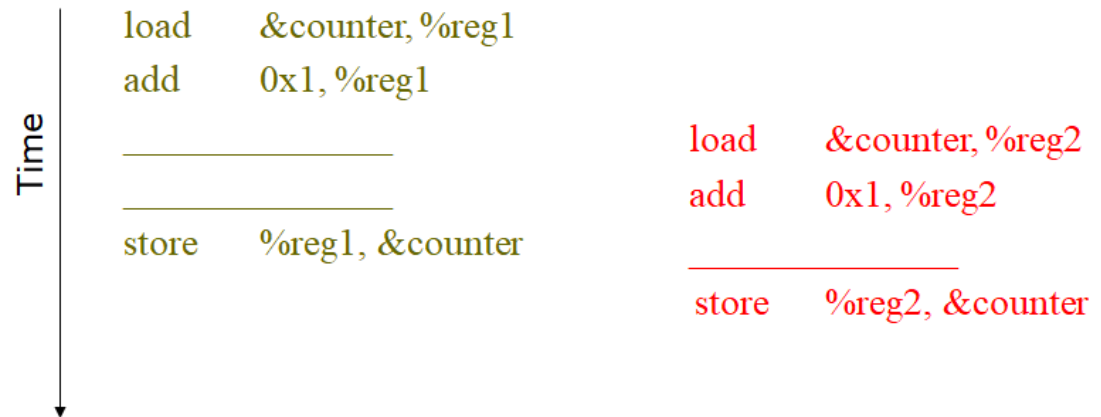 Time
load &counter, %reg1
add 0x1, %reg1
load &counter, %reg2
add 0x1, %reg2
store %reg1, &counter
store %reg2, &counter